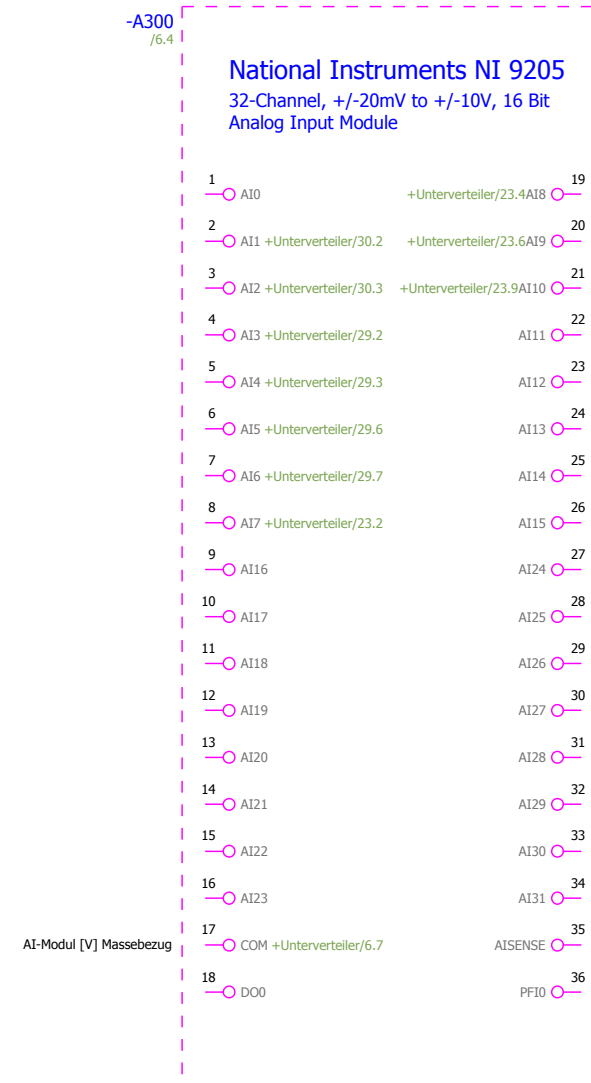 -A300
/6.4
National Instruments NI 9205
32-Channel, +/-20mV to +/-10V, 16 Bit
Analog Input Module
1 19
AI0 +Unterverteiler/23.4AI8
2 20
AI1 +Unterverteiler/30.2 +Unterverteiler/23.6AI9
3 21
AI2 +Unterverteiler/30.3 +Unterverteiler/23.9AI10
4 22
AI3 +Unterverteiler/29.2 AI11
5 23
AI4 +Unterverteiler/29.3 AI12
6 24
AI5 +Unterverteiler/29.6 AI13
7 25
AI6 +Unterverteiler/29.7 AI14
8 26
AI7 +Unterverteiler/23.2 AI15
9 27
AI16 AI24
10 28
AI17 AI25
11 29
AI18 AI26
12 30
AI19 AI27
13 31
AI20 AI28
14 32
AI21 AI29
15 33
AI22 AI30
16 34
AI23 AI31
17 35
AI-Modul [V] Massebezug COM +Unterverteiler/6.7 AISENSE
18 36
DO0 PFI0